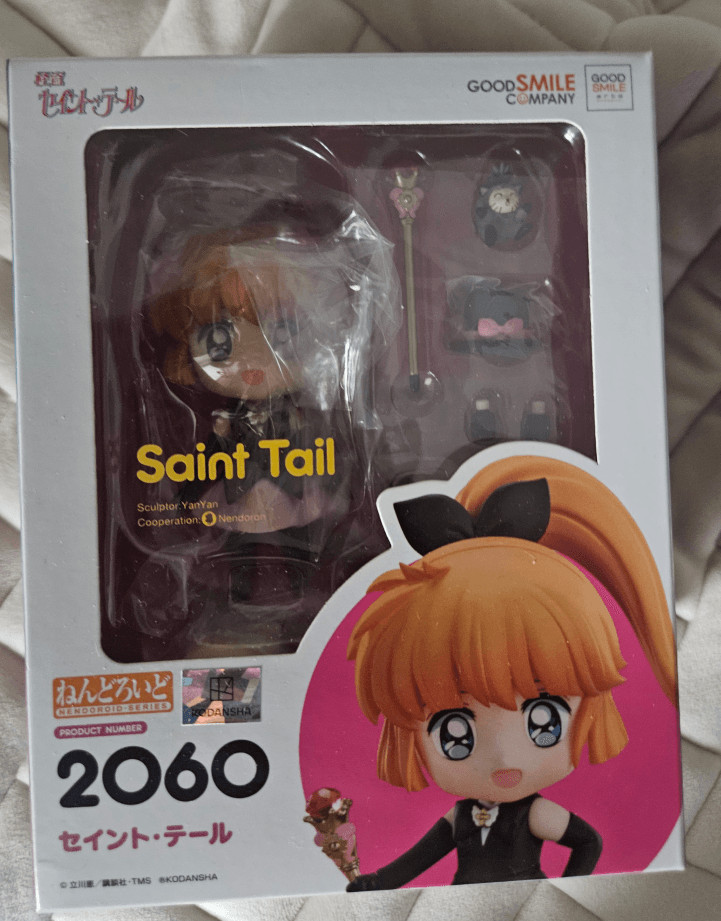 セイント・テール
GOODSMILE
COMPANY
GOOD
SMILE
Saint Tail
Sculptor:YanYan
Cooperation: Nendoron
ねんどろいど
NENDOROID-SERIES
KODANSHA
PRODUCT NUMBER
2060
セイント・テール
© 立川恵／講談社・TMS ®KODANSHA